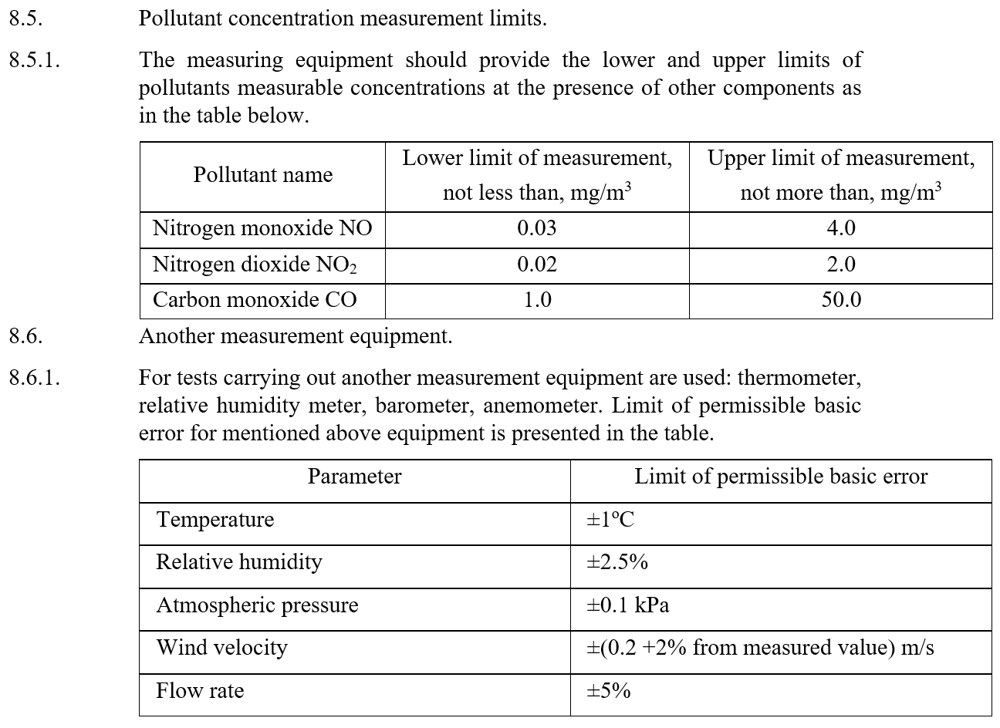 8.5. Pollutant concentration measurement limits.
8.5.1. The measuring equipment should provide the lower and upper limits of
pollutants measurable concentrations at the presence of other components as
in the table below.
Pollutant name Lower limit of measurement, not less than, mg/m³ Upper limit of measurement, not more than, mg/m³
Nitrogen monoxide NO 0.03 4.0
Nitrogen dioxide NO₂ 0.02 2.0
Carbon monoxide CO 1.0 50.0
8.6. Another measurement equipment.
8.6.1. For tests carrying out another measurement equipment are used: thermometer,
relative humidity meter, barometer, anemometer. Limit of permissible basic
error for mentioned above equipment is presented in the table.
Parameter Limit of permissible basic error
Temperature ±1ºC
Relative humidity ±2.5%
Atmospheric pressure ±0.1 kPa
Wind velocity ±(0.2 +2% from measured value) m/s
Flow rate ±5%